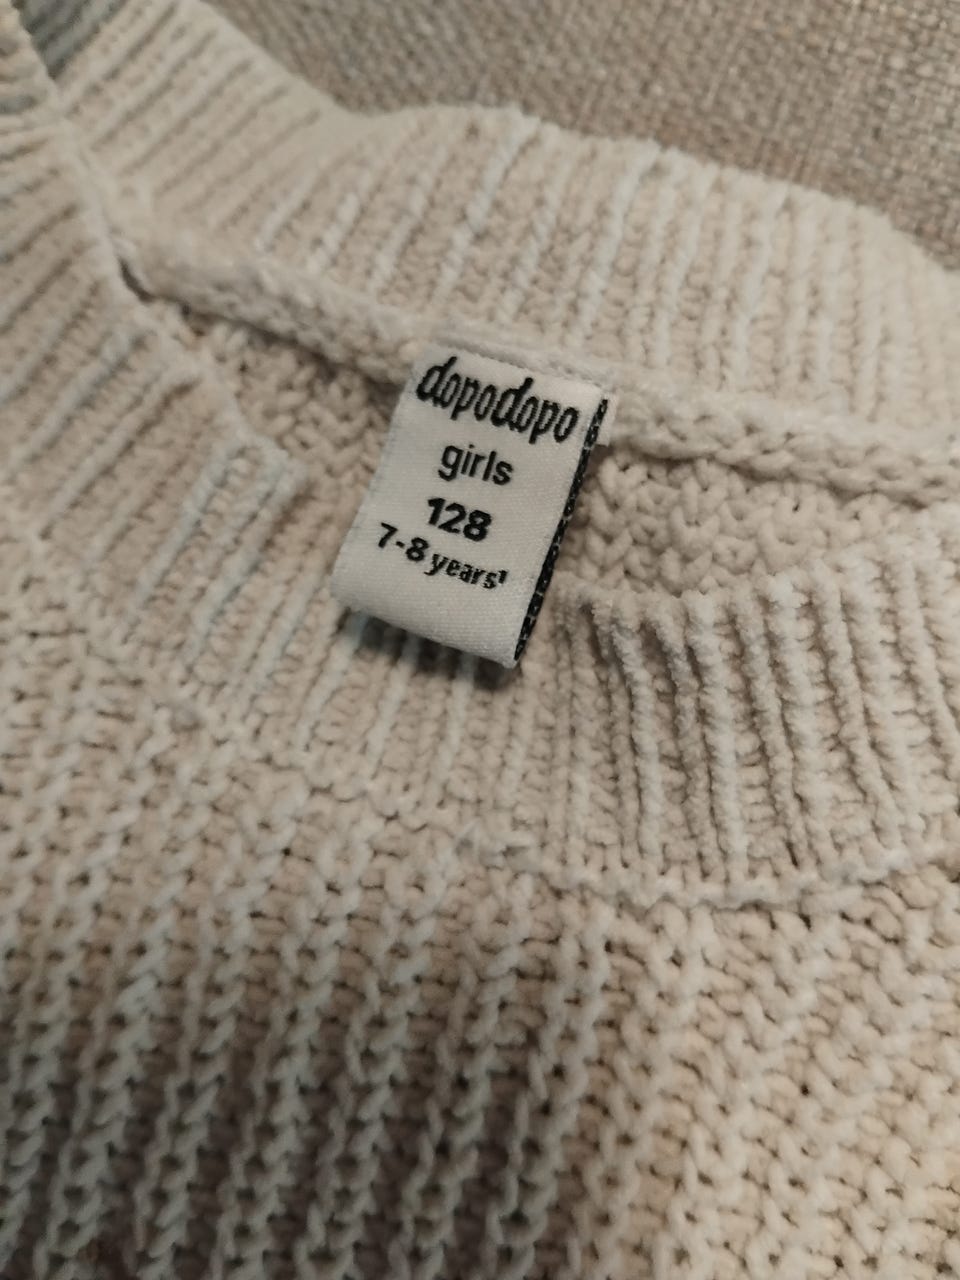 dopodopo
girls
128
7-8 years¹